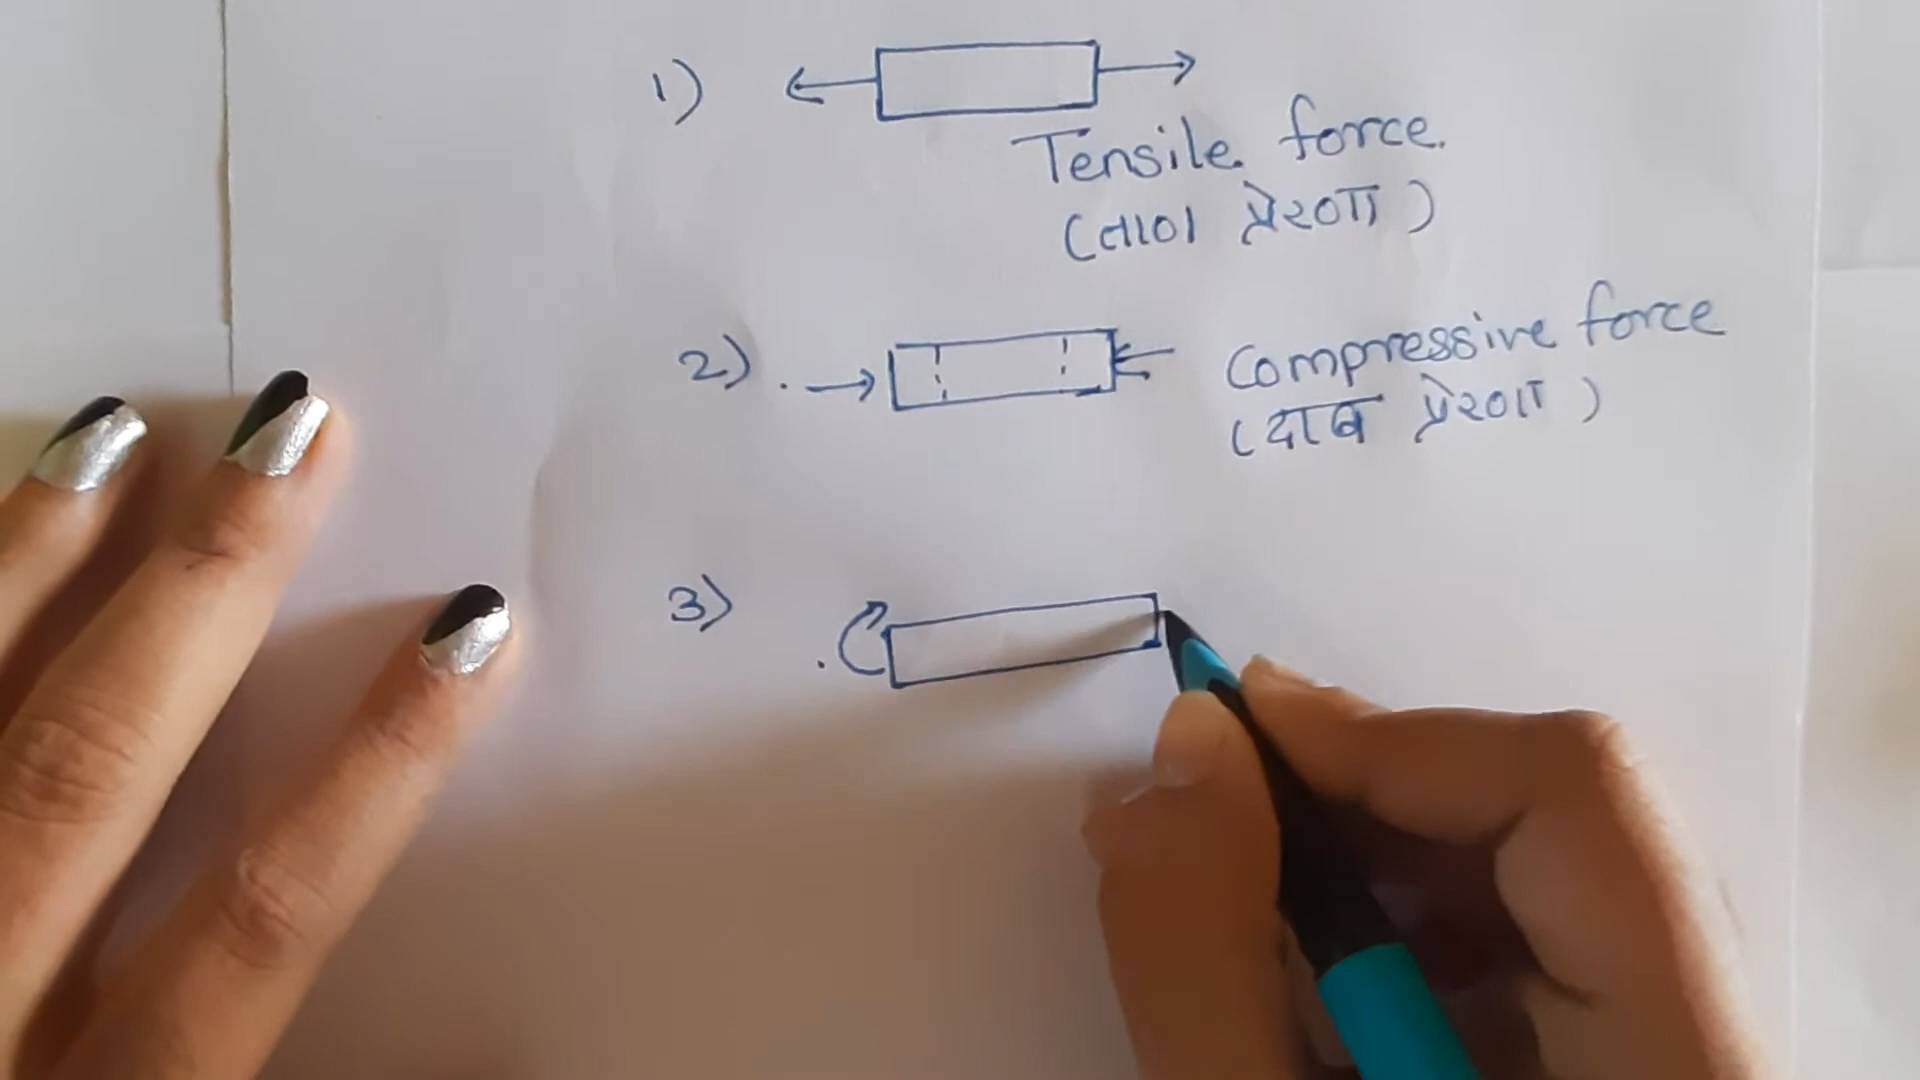 1)
Tensile force.
(ताण प्रेरणा)
2) Compressive force
(दाब प्रेरणा)
3)